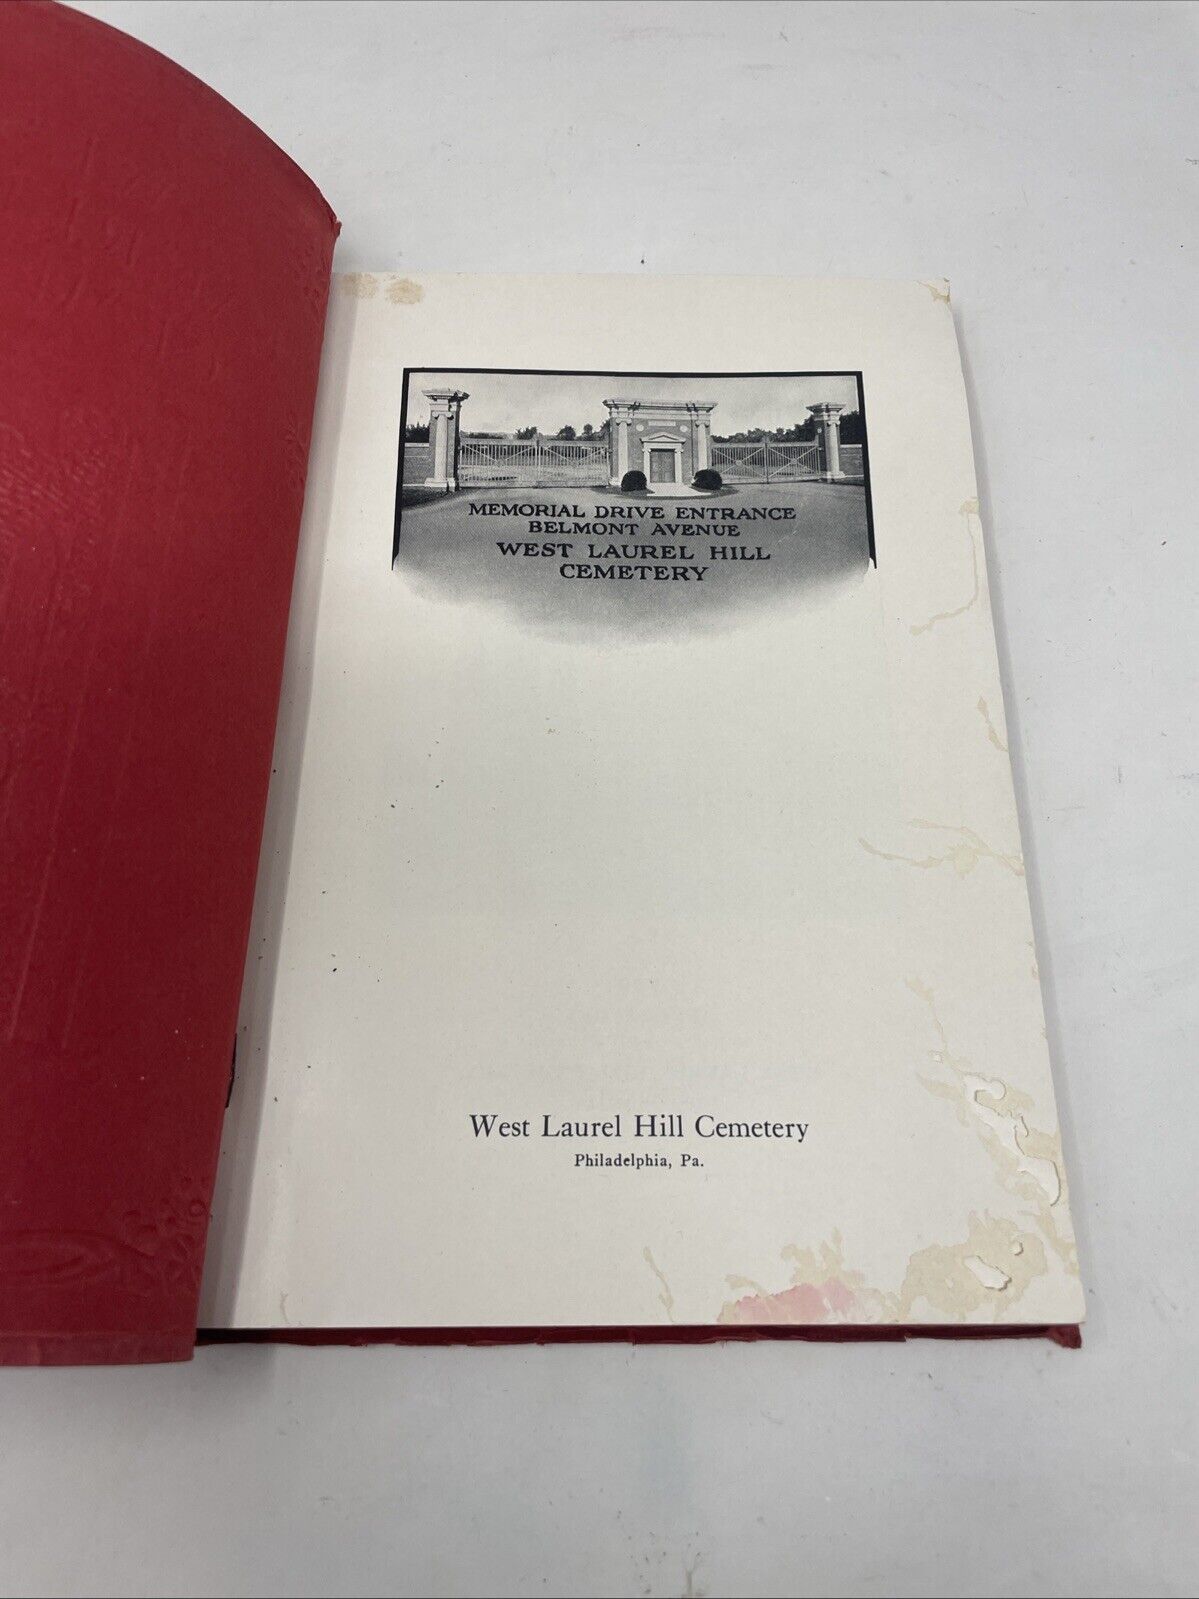 MEMORIAL DRIVE ENTRANCE
BELMONT AVENUE
WEST LAUREL HILL
CEMETERY
West Laurel Hill Cemetery
Philadelphia, Pa.